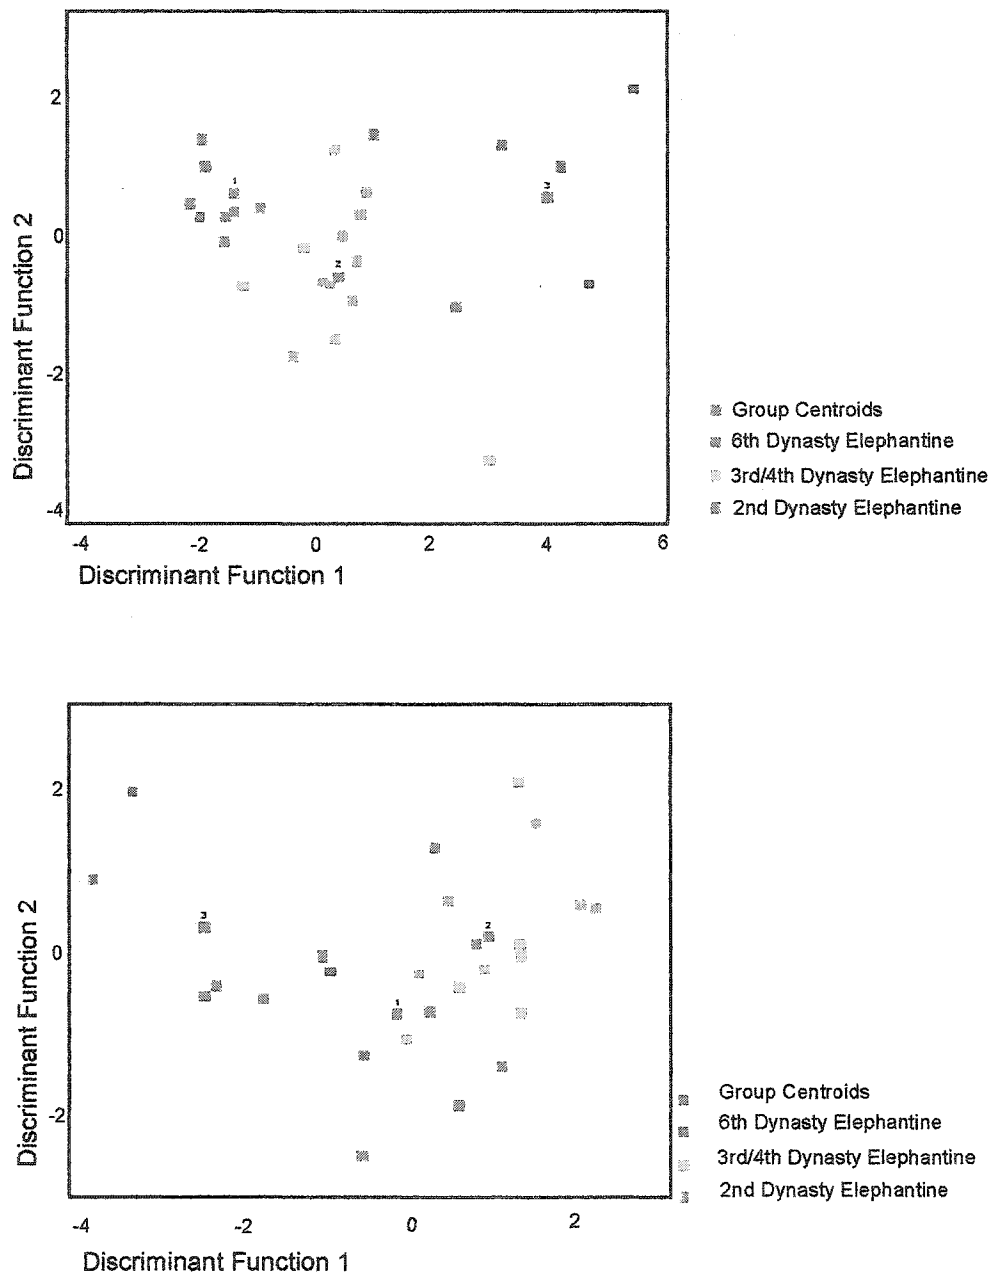 2
0
-2
-4
Discriminant Function 2
1
2
3
-4 -2 0 2 4 6
Discriminant Function 1
Group Centroids
6th Dynasty Elephantine
3rd/4th Dynasty Elephantine
2nd Dynasty Elephantine
2
0
-2
Discriminant Function 2
3
2
1
-4 -2 0 2
Discriminant Function 1
Group Centroids
6th Dynasty Elephantine
3rd/4th Dynasty Elephantine
2nd Dynasty Elephantine